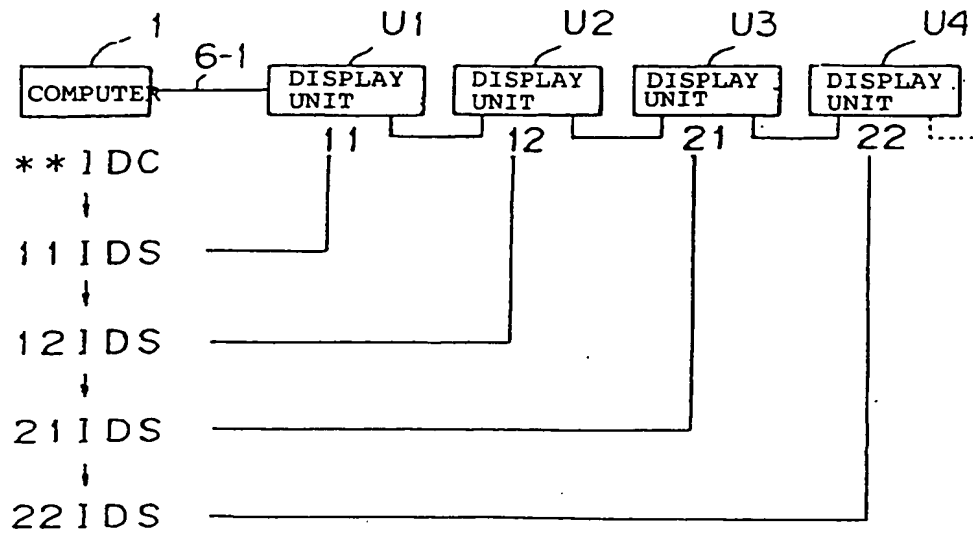 1 6-1 U1 U2 U3 U4
COMPUTER
DISPLAY UNIT
DISPLAY UNIT
DISPLAY UNIT
DISPLAY UNIT
11 12 21 22
**IDC
11IDS
12IDS
21IDS
22IDS